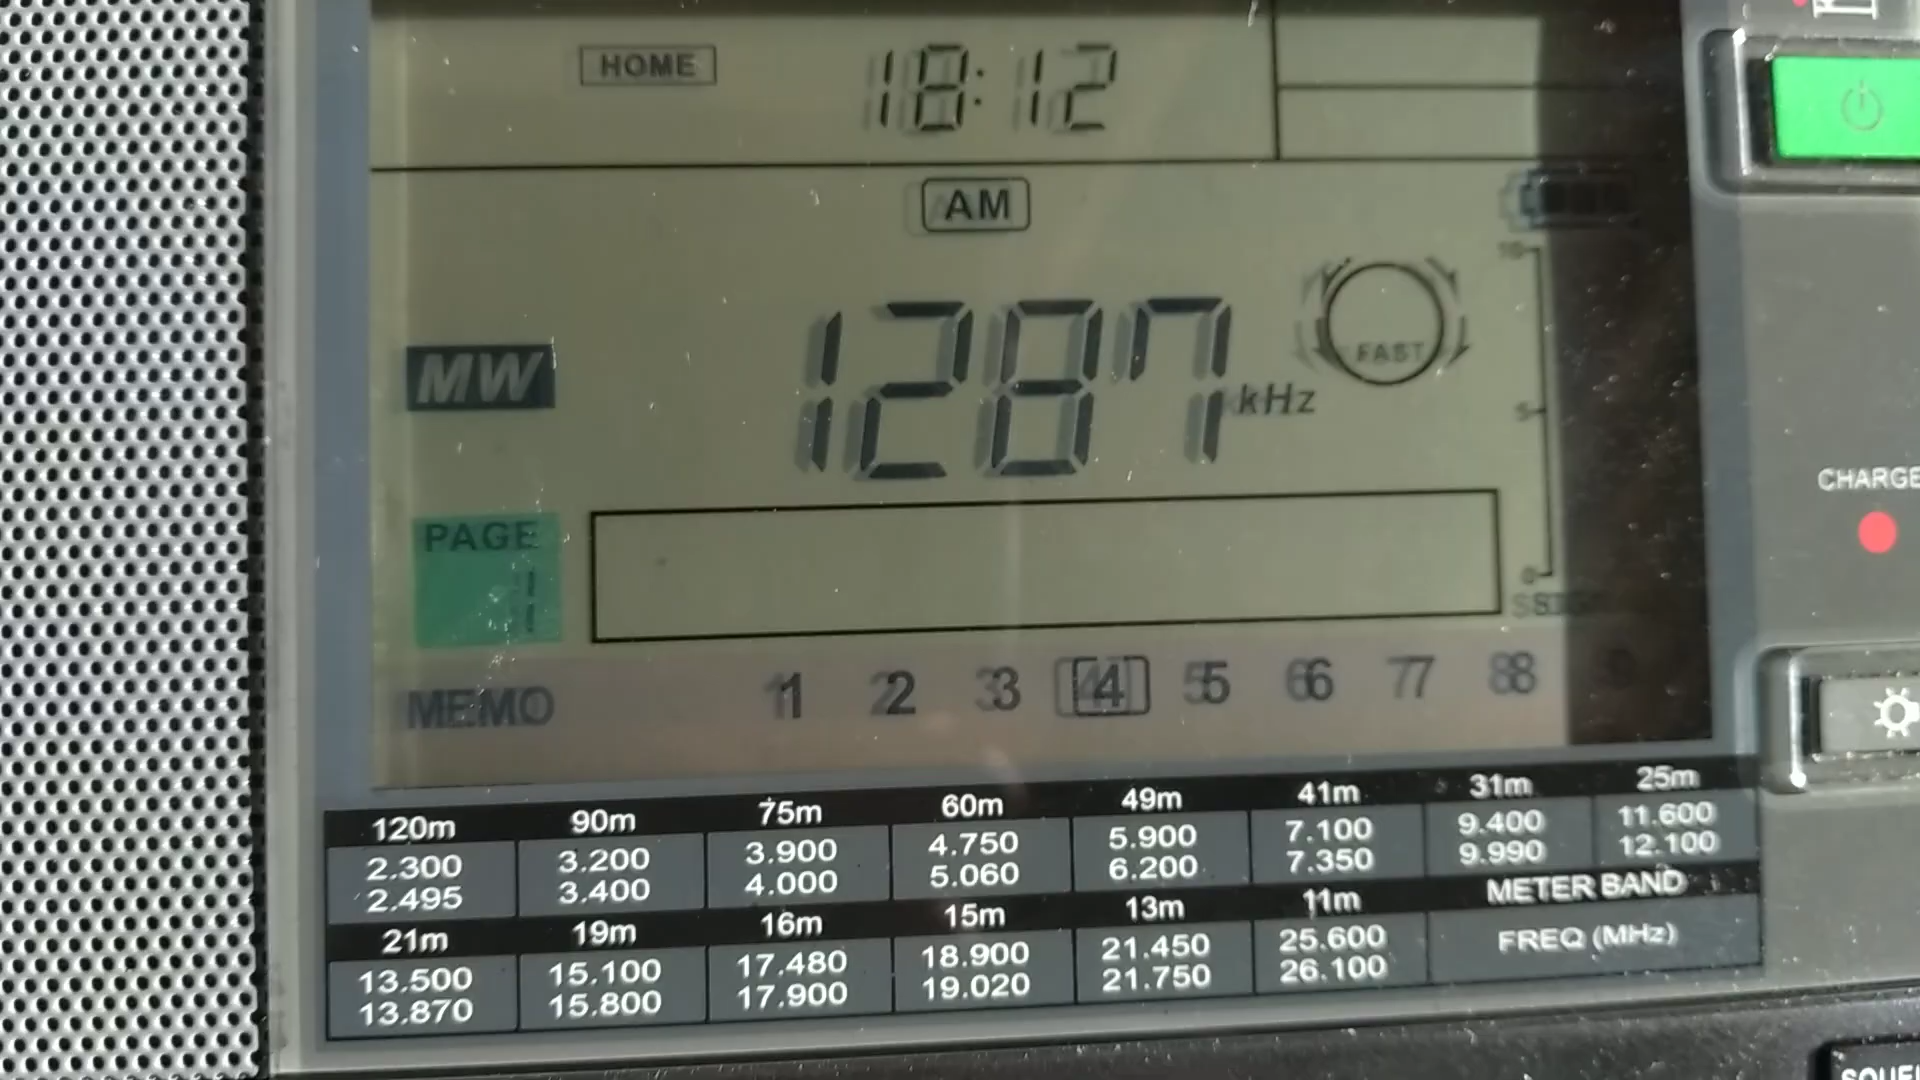 HOME 18:12
AM
10
MW 1287 kHz FAST
5
CHARGE
PAGE
1
0
MEMO 1 2 3 4 5 6 7 8
120m 90m 75m 60m 49m 41m 31m 25m
2.300 3.200 3.900 4.750 5.900 7.100 9.400 11.600
2.495 3.400 4.000 5.060 6.200 7.350 9.990 12.100
21m 19m 16m 15m 13m 11m METER BAND
13.500 15.100 17.480 18.900 21.450 25.600 FREQ (MHz)
13.870 15.800 17.900 19.020 21.750 26.100